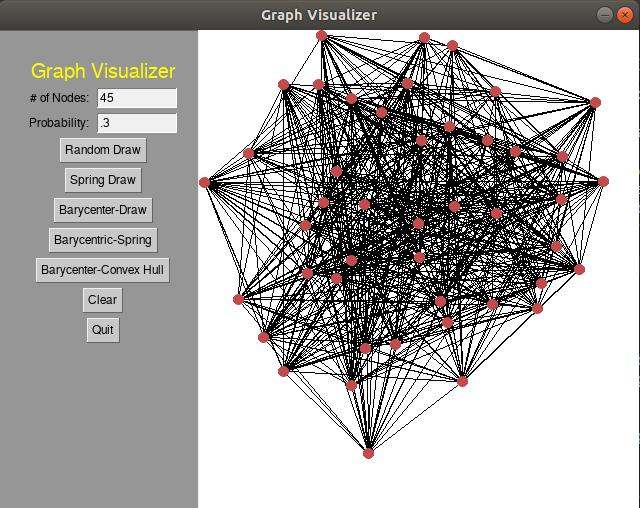 Graph Visualizer
Graph Visualizer
# of Nodes: 45
Probability: .3
Random Draw
Spring Draw
Barycenter-Draw
Barycentric-Spring
Barycenter-Convex Hull
Clear
Quit